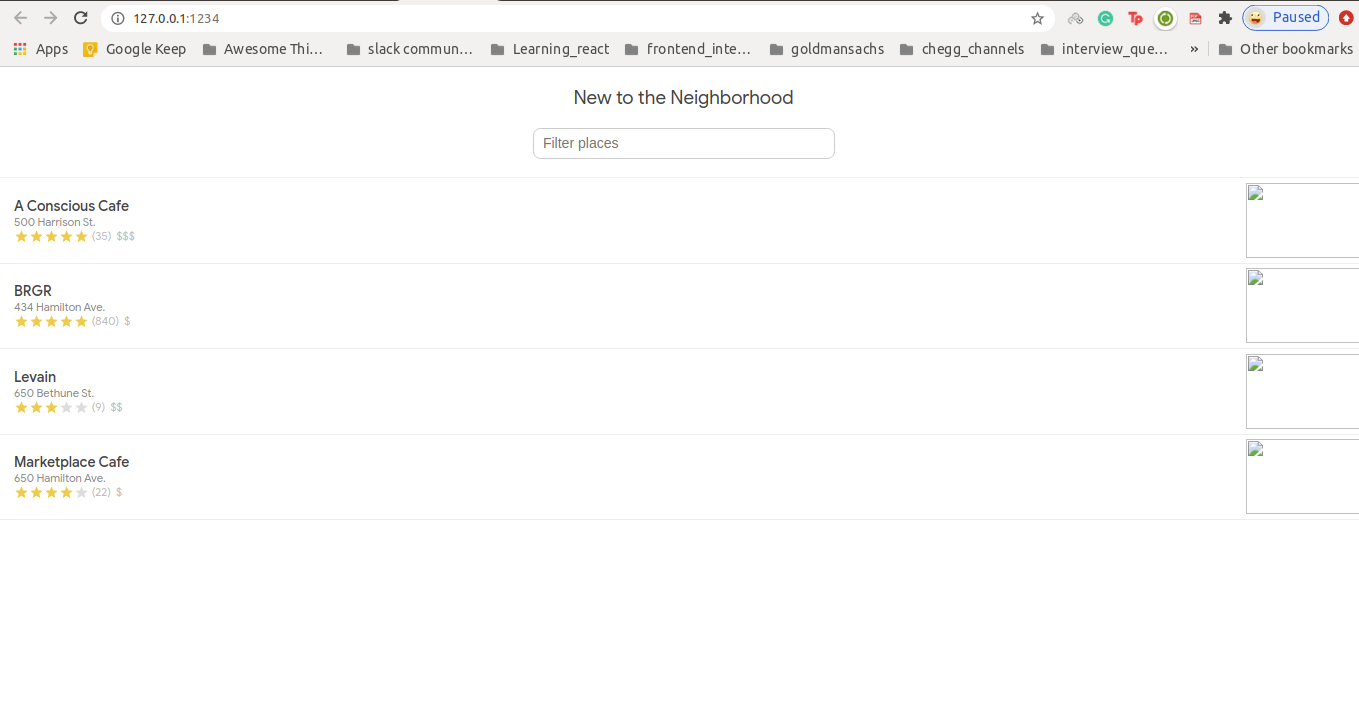 127.0.0.1:1234
Paused
Apps Google Keep Awesome Thi... slack commun... Learning_react frontend_inte... goldmansachs chegg_channels interview_que... » Other bookmarks
New to the Neighborhood
Filter places
A Conscious Cafe
500 Harrison St.
(35) $$$
BRGR
434 Hamilton Ave.
(840) $
Levain
650 Bethune St.
(9) $$
Marketplace Cafe
650 Hamilton Ave.
(22) $